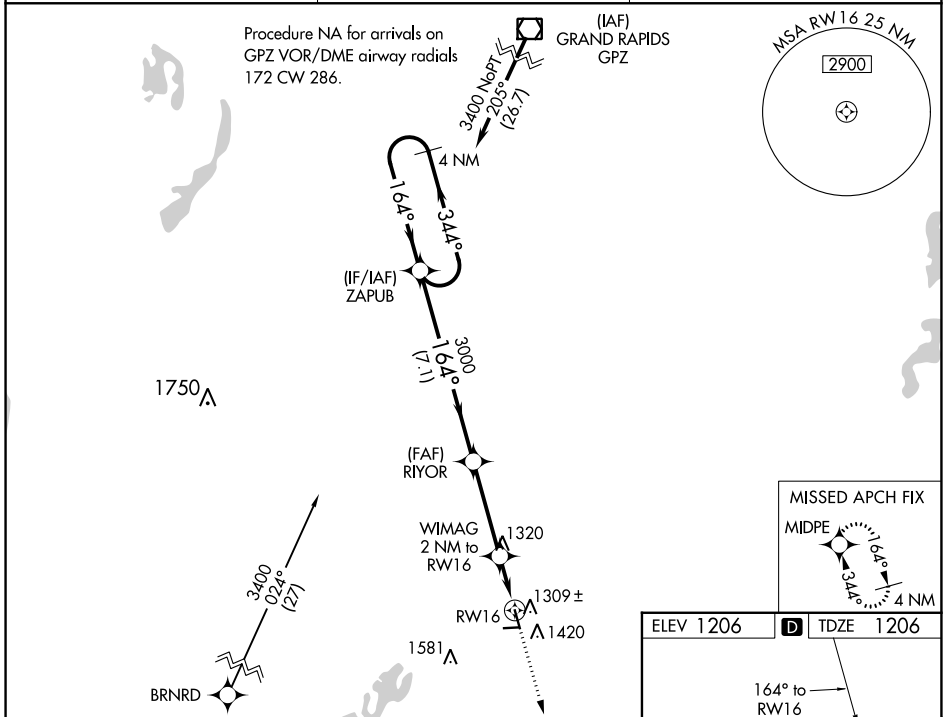 Procedure NA for arrivals on
GPZ VOR/DME airway radials
172 CW 286.
(IAF)
GRAND RAPIDS
GPZ
3400 NoPT
205°
(26.7)
MSA RW16 25 NM
2900
4 NM
164°
344°
(IF/IAF)
ZAPUB
3000
164°
(7.1)
1750
(FAF)
RIYOR
WIMAG
2 NM to
RW16
1320
1309 ±
RW16
1420
1581
3400
024°
(27)
BRNRD
MISSED APCH FIX
MIDPE
164°
344°
4 NM
ELEV 1206 D TDZE 1206
164° to
RW16